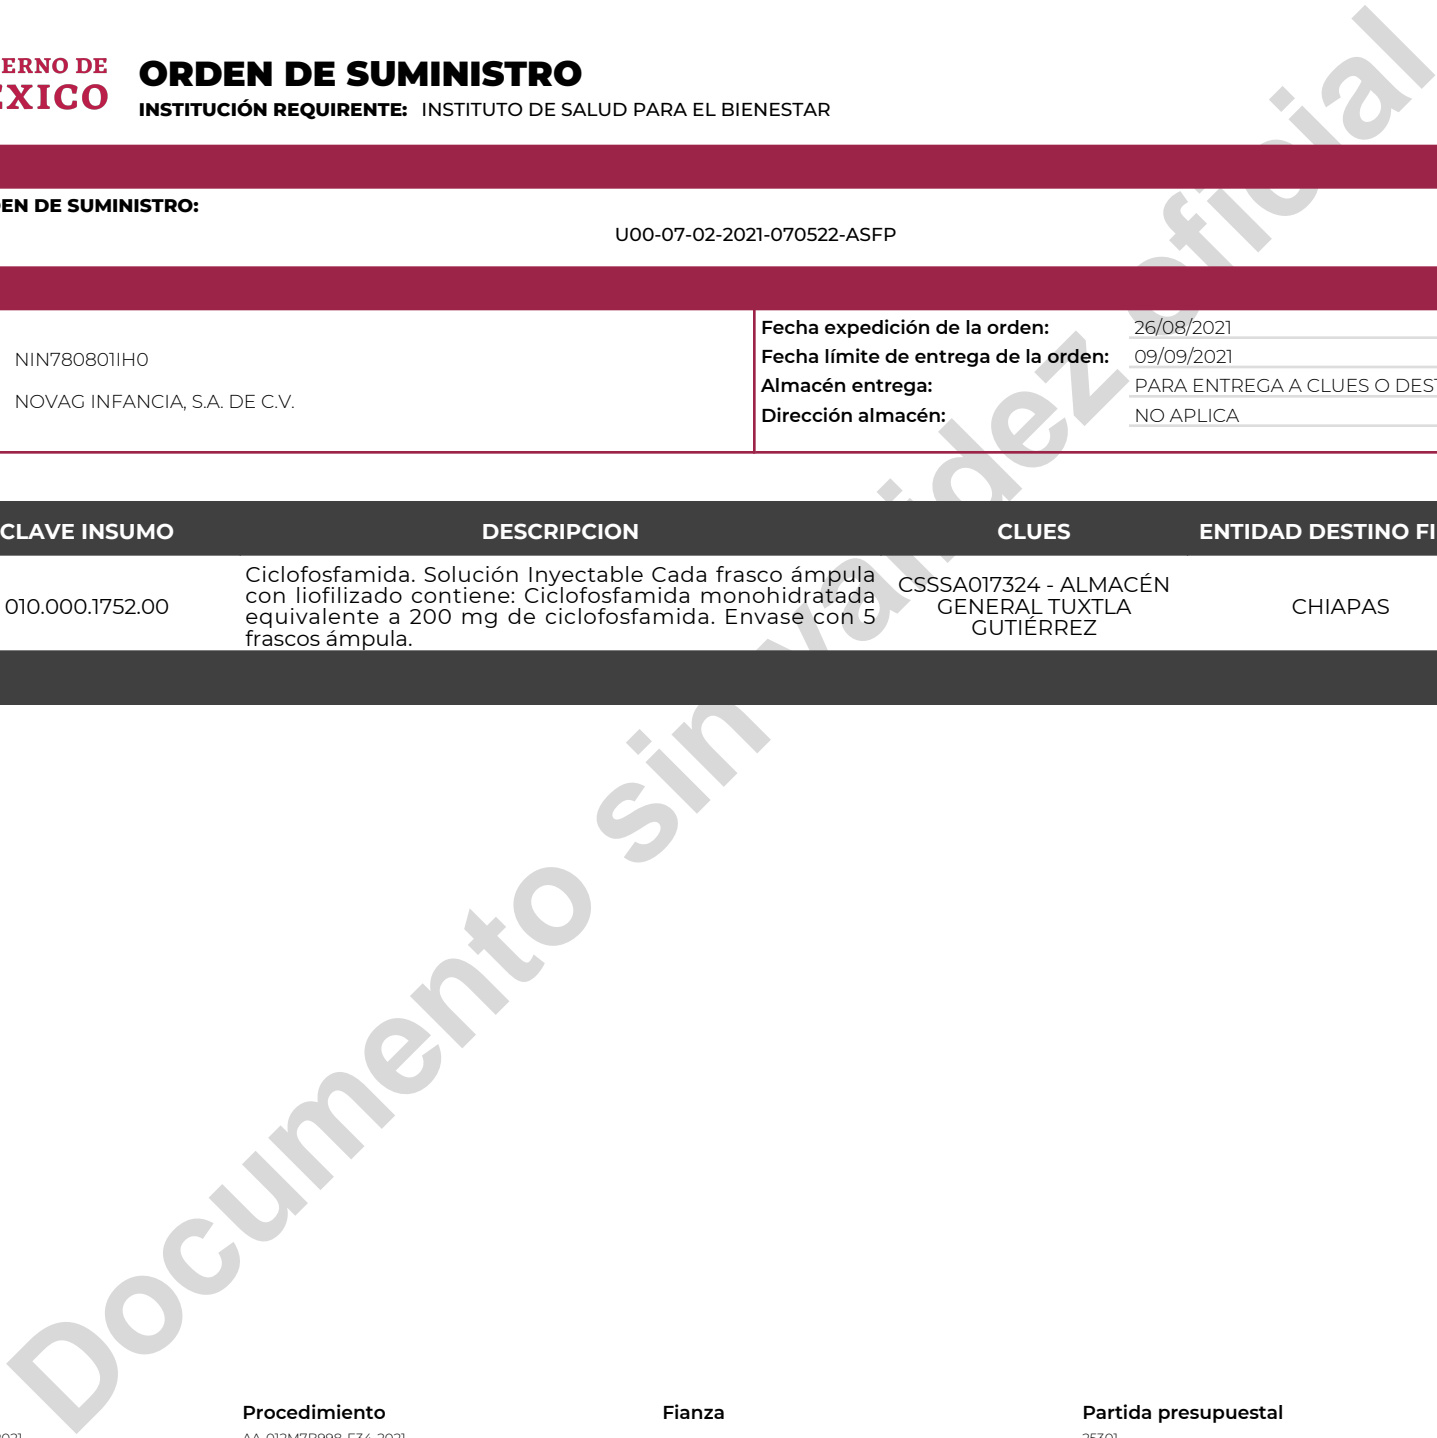 ERNO DE
ÉXICO
ORDEN DE SUMINISTRO
INSTITUCIÓN REQUIRENTE: INSTITUTO DE SALUD PARA EL BIENESTAR
EN DE SUMINISTRO:
U00-07-02-2021-070522-ASFP
NIN780801IH0
NOVAG INFANCIA, S.A. DE C.V.
Fecha expedición de la orden: 26/08/2021
Fecha límite de entrega de la orden: 09/09/2021
Almacén entrega: PARA ENTREGA A CLUES O DEST
Dirección almacén: NO APLICA
CLAVE INSUMO DESCRIPCION CLUES ENTIDAD DESTINO FI
010.000.1752.00
Ciclofosfamida. Solución Inyectable Cada frasco ámpula
con liofilizado contiene: Ciclofosfamida monohidratada
equivalente a 200 mg de ciclofosfamida. Envase con 5
frascos ámpula.
CSSSA017324 - ALMACÉN
GENERAL TUXTLA
GUTIÉRREZ
CHIAPAS
Documento sin validez oficial
Procedimiento Fianza Partida presupuestal